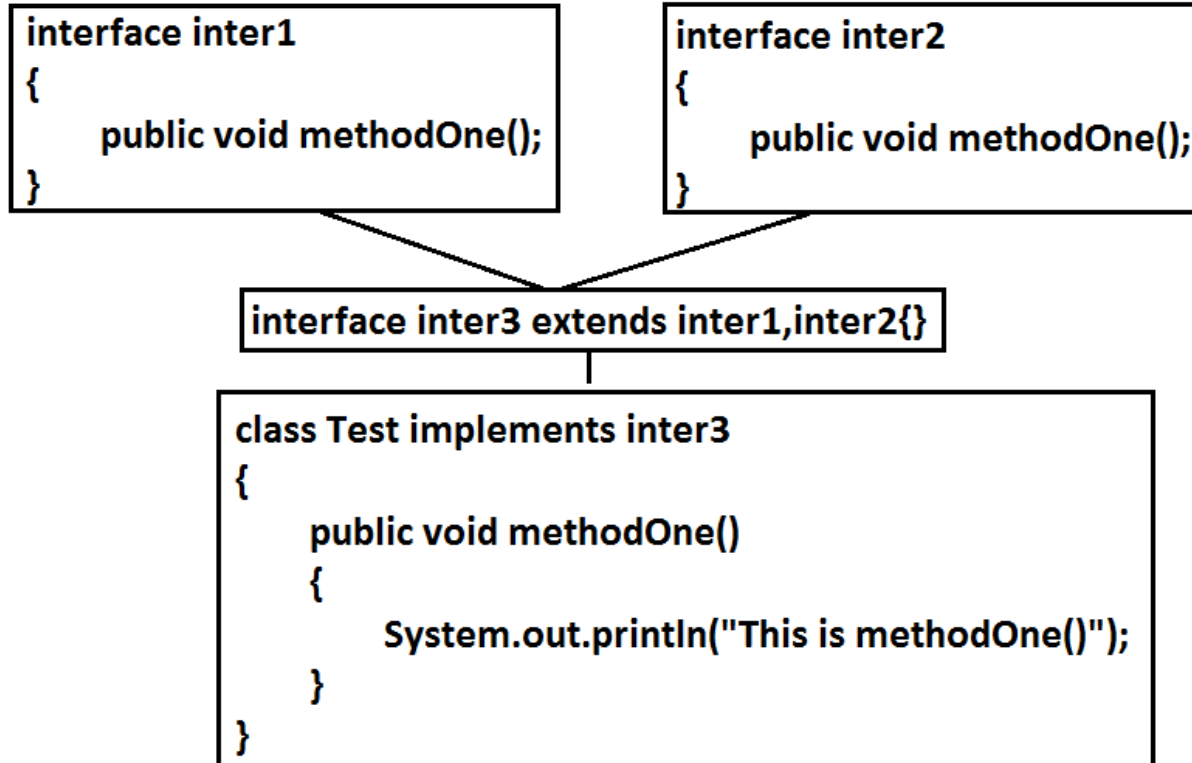 interface inter1
{
public void methodOne();
}
interface inter2
{
public void methodOne();
}
interface inter3 extends inter1,inter2{}
class Test implements inter3
{
public void methodOne()
{
System.out.println("This is methodOne()");
}
}